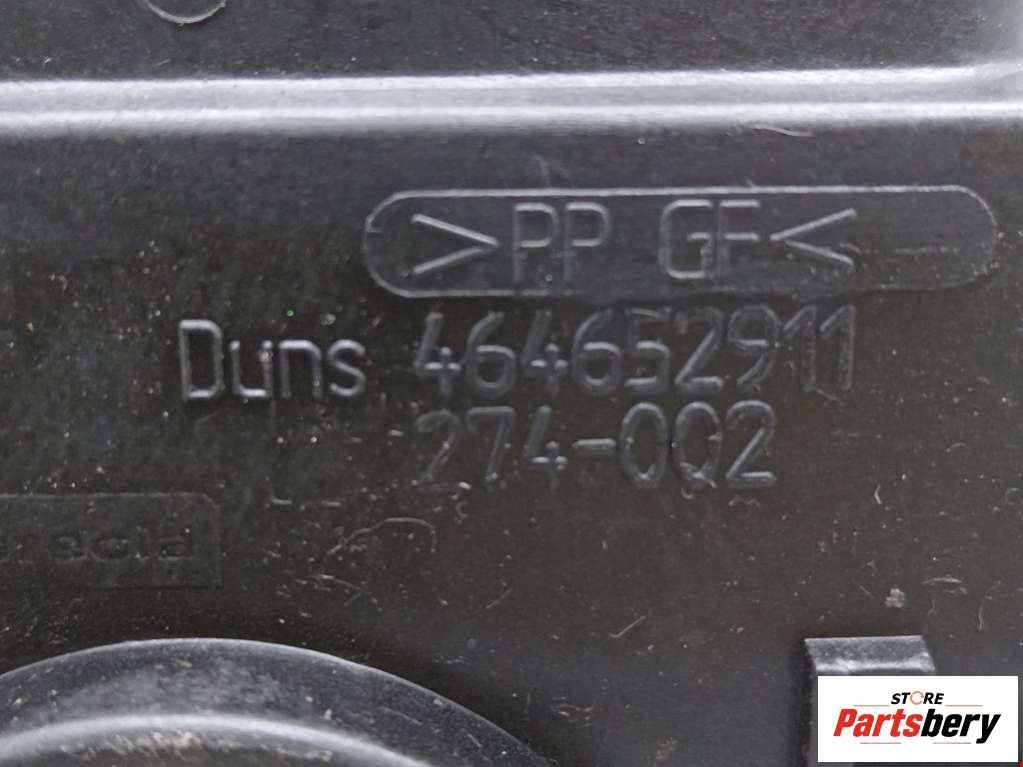 >PP GF<
Duns 464652911
274-002
STORE
Partsbery